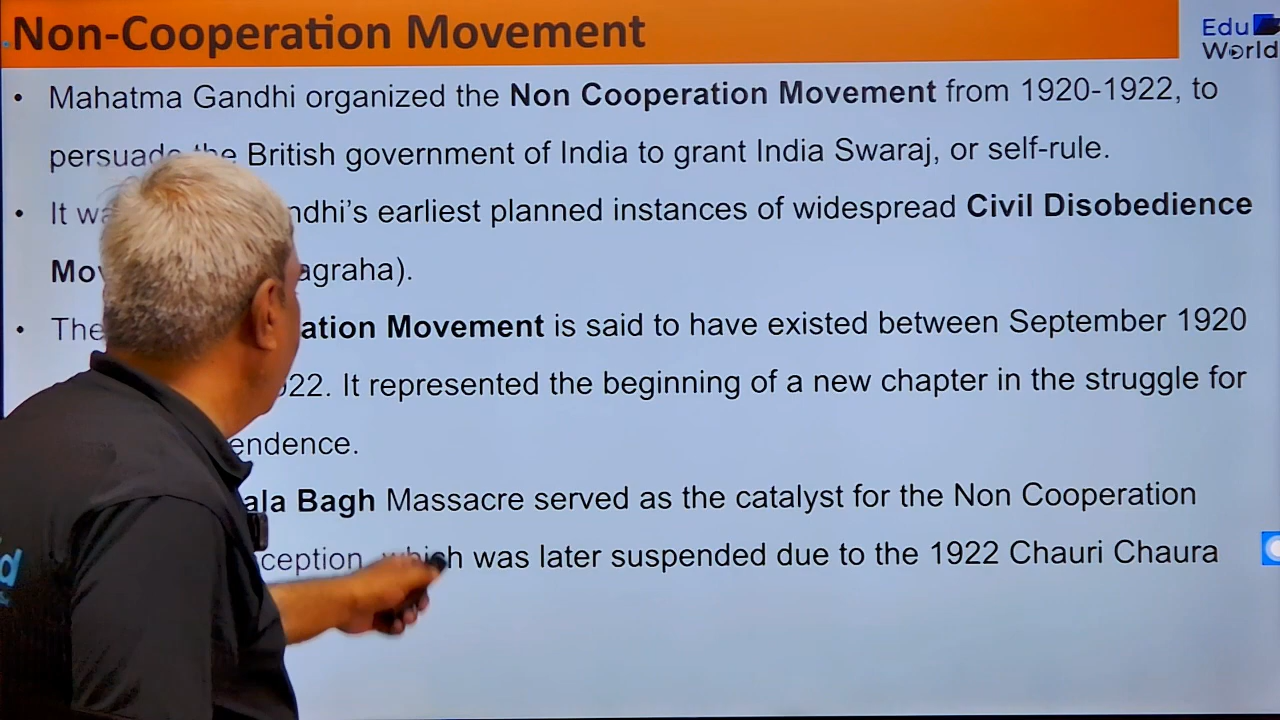 Non-Cooperation Movement
Edu
World
• Mahatma Gandhi organized the Non Cooperation Movement from 1920-1922, to
persuade the British government of India to grant India Swaraj, or self-rule.
• It ndhi's earliest planned instances of widespread Civil Disobedience
agraha).
• The ation Movement is said to have existed between September 1920
022. It represented the beginning of a new chapter in the struggle for
endence.
ala Bagh Massacre served as the catalyst for the Non Cooperation
ception, which was later suspended due to the 1922 Chauri Chaura